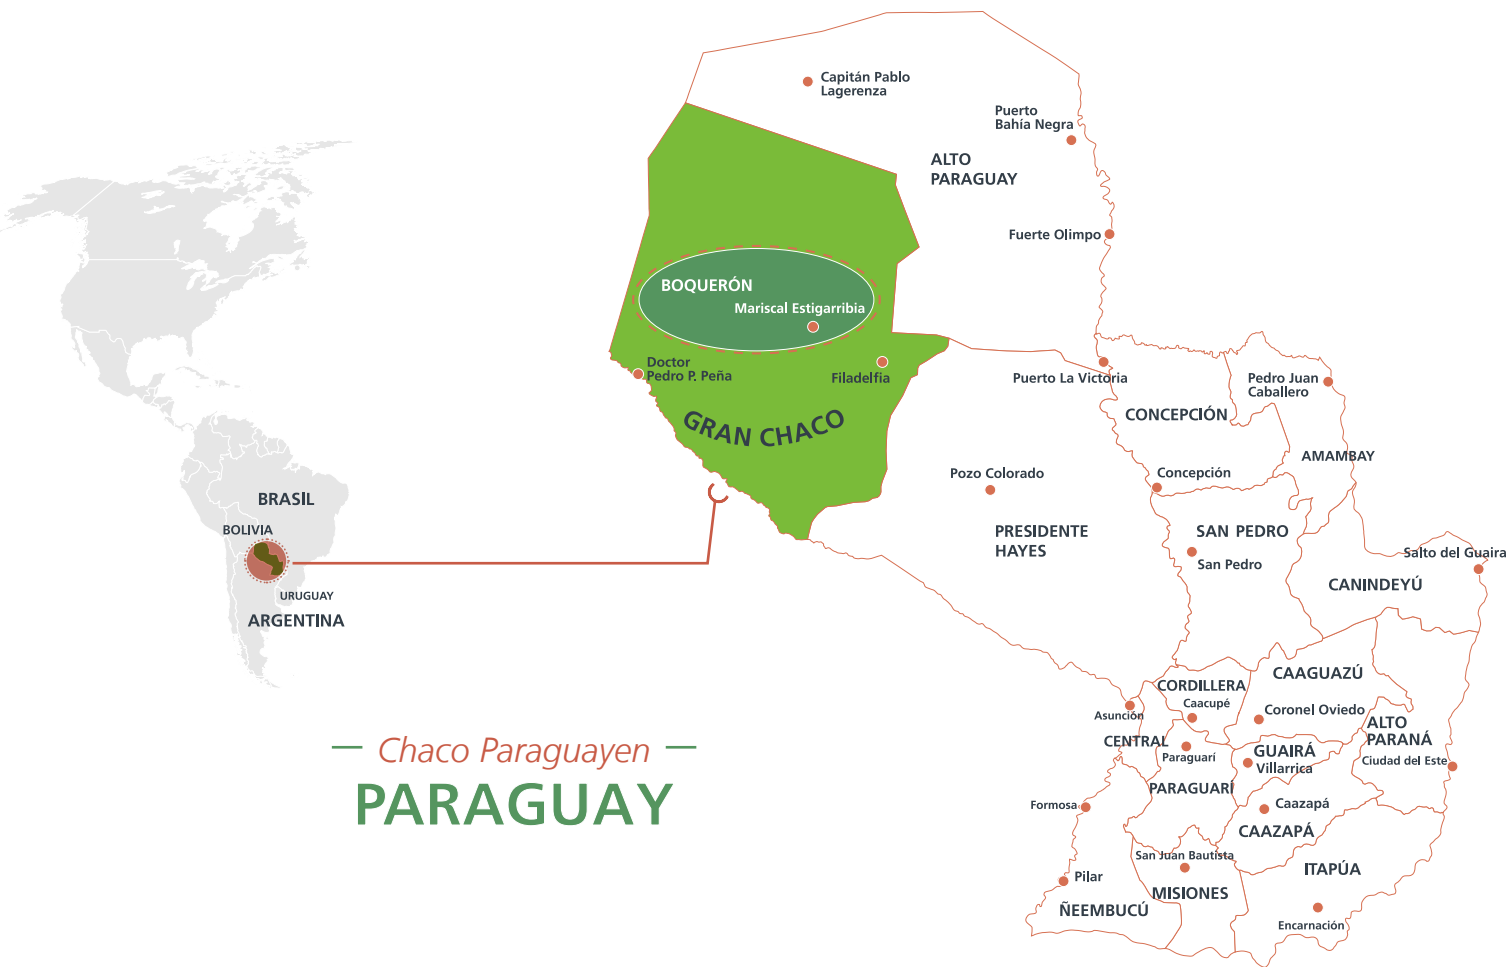 Capitán Pablo
Lagerenza
Puerto
Bahía Negra
ALTO
PARAGUAY
Fuerte Olimpo
BOQUERÓN
Mariscal Estigarribia
Doctor
Pedro P. Peña
Filadelfia
GRAN CHACO
Puerto La Victoria
Pedro Juan
Caballero
CONCEPCIÓN
AMAMBAY
Pozo Colorado
Concepción
PRESIDENTE
HAYES
SAN PEDRO
San Pedro
Salto del Guaira
CANINDEYÚ
BRASIL
BOLIVIA
URUGUAY
ARGENTINA
CORDILLERA
Caacupé
CAAGUAZÚ
Coronel Oviedo
Asunción
CENTRAL
Paraguarí
GUAIRÁ
Villarrica
ALTO
PARANÁ
Ciudad del Este
PARAGUARÍ
Formosa
Caazapá
CAAZAPÁ
San Juan Bautista
MISIONES
Pilar
ÑEEMBUCÚ
ITAPÚA
Encarnación
Chaco Paraguayen
PARAGUAY